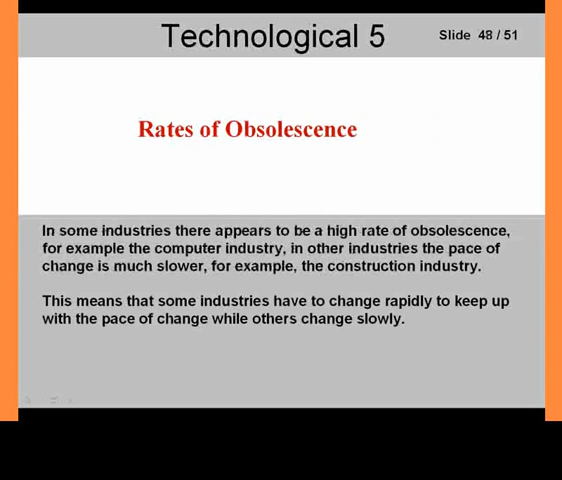 Technological 5
Slide 48 / 51
Rates of Obsolescence
In some industries there appears to be a high rate of obsolescence,
for example the computer industry, in other industries the pace of
change is much slower, for example, the construction industry.
This means that some industries have to change rapidly to keep up
with the pace of change while others change slowly.